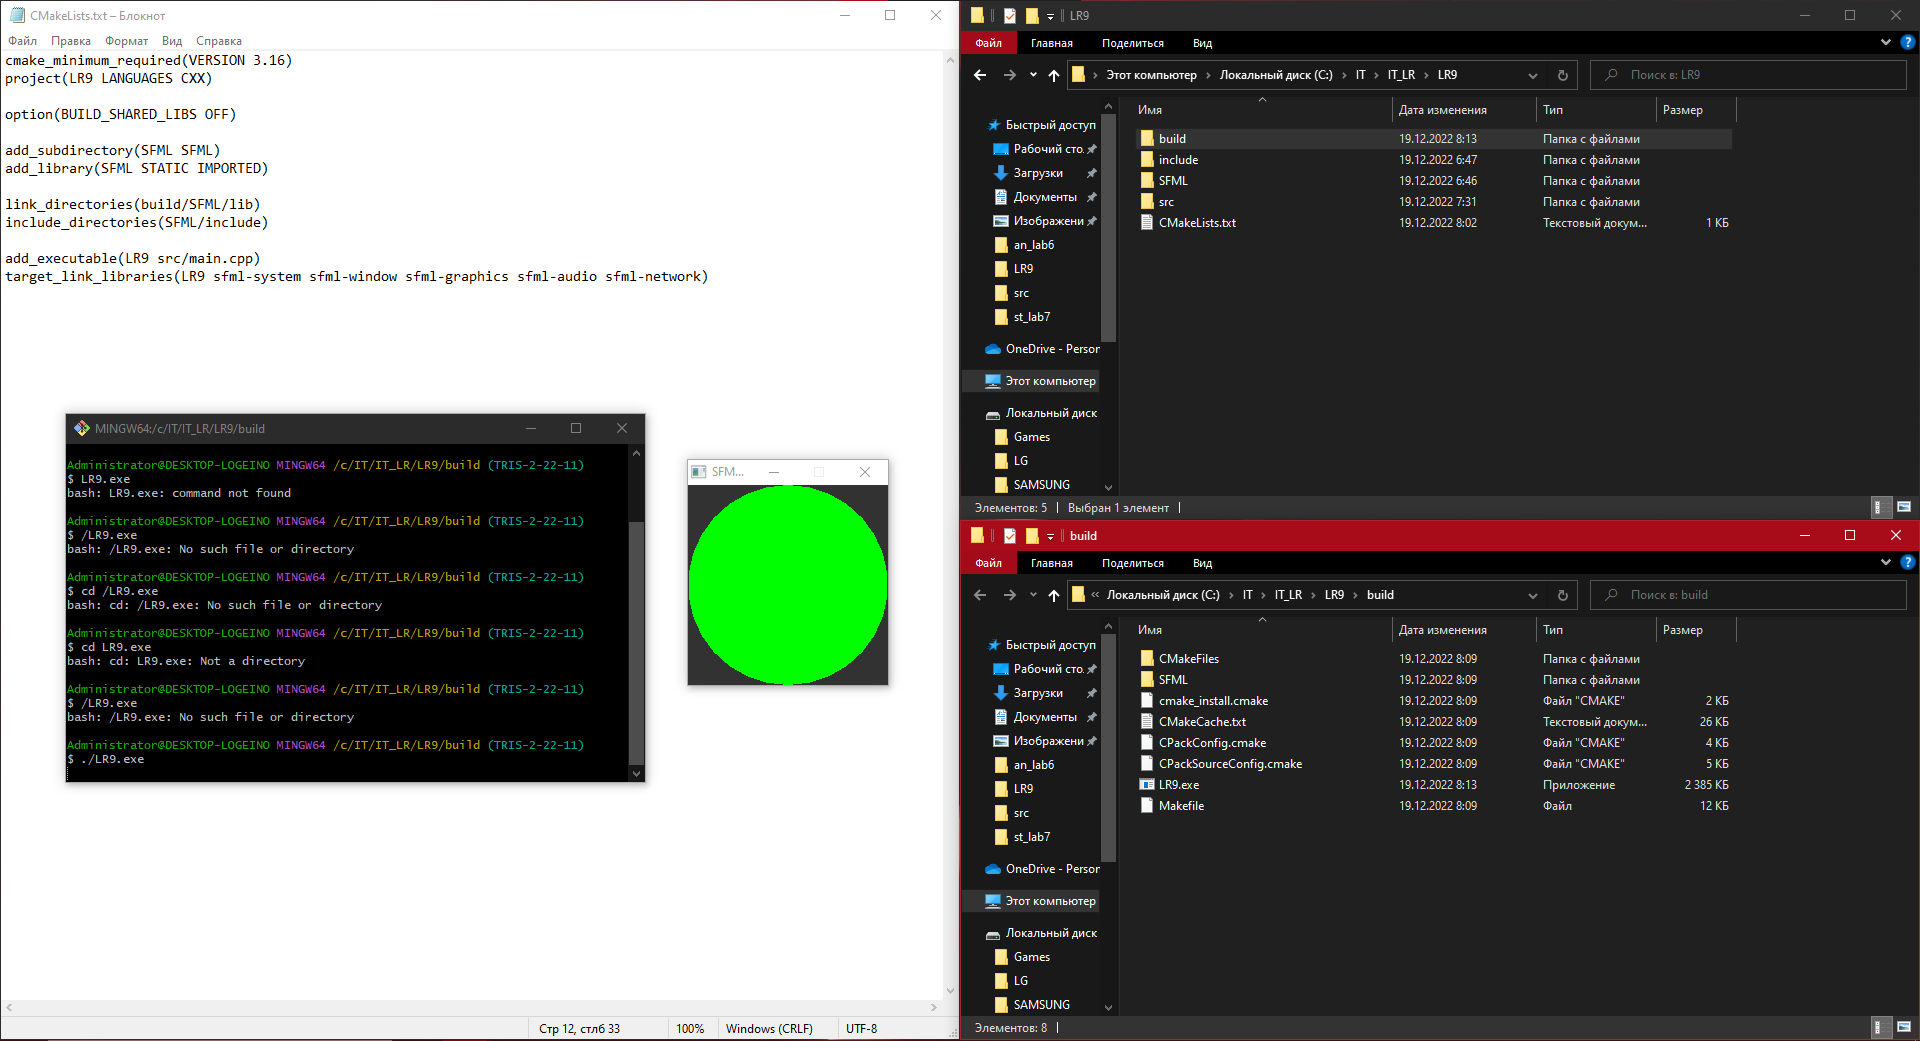 CMakeLists.txt – Блокнот
Файл Правка Формат Вид Справка
cmake_minimum_required(VERSION 3.16)
project(LR9 LANGUAGES CXX)
option(BUILD_SHARED_LIBS OFF)
add_subdirectory(SFML SFML)
add_library(SFML STATIC IMPORTED)
link_directories(build/SFML/lib)
include_directories(SFML/include)
add_executable(LR9 src/main.cpp)
target_link_libraries(LR9 sfml-system sfml-window sfml-graphics sfml-audio sfml-network)
MINGW64:/c/IT/IT_LR/LR9/build
Administrator@DESKTOP-LOGEINO MINGW64 /c/IT/IT_LR/LR9/build (TRIS-2-22-11)
$ LR9.exe
bash: LR9.exe: command not found
Administrator@DESKTOP-LOGEINO MINGW64 /c/IT/IT_LR/LR9/build (TRIS-2-22-11)
$ /LR9.exe
bash: /LR9.exe: No such file or directory
Administrator@DESKTOP-LOGEINO MINGW64 /c/IT/IT_LR/LR9/build (TRIS-2-22-11)
$ cd /LR9.exe
bash: cd: /LR9.exe: No such file or directory
Administrator@DESKTOP-LOGEINO MINGW64 /c/IT/IT_LR/LR9/build (TRIS-2-22-11)
$ cd LR9.exe
bash: cd: LR9.exe: Not a directory
Administrator@DESKTOP-LOGEINO MINGW64 /c/IT/IT_LR/LR9/build (TRIS-2-22-11)
$ /LR9.exe
bash: /LR9.exe: No such file or directory
Administrator@DESKTOP-LOGEINO MINGW64 /c/IT/IT_LR/LR9/build (TRIS-2-22-11)
$ ./LR9.exe
SFM...
Стр 12, стлб 33 100% Windows (CRLF) UTF-8
LR9
Файл Главная Поделиться Вид
Этот компьютер › Локальный диск (C:) › IT › IT_LR › LR9
Поиск в: LR9
Имя Дата изменения Тип Размер
build 19.12.2022 8:13 Папка с файлами
include 19.12.2022 6:47 Папка с файлами
SFML 19.12.2022 6:46 Папка с файлами
src 19.12.2022 7:31 Папка с файлами
CMakeLists.txt 19.12.2022 8:02 Текстовый докум... 1 КБ
Быстрый доступ
Рабочий сто.
Загрузки
Документы
Изображени
an_lab6
LR9
src
st_lab7
OneDrive - Person
Этот компьютер
Локальный диск
Games
LG
SAMSUNG
Элементов: 5 Выбран 1 элемент
build
Файл Главная Поделиться Вид
« Локальный диск (C:) › IT › IT_LR › LR9 › build
Поиск в: build
Имя Дата изменения Тип Размер
CMakeFiles 19.12.2022 8:09 Папка с файлами
SFML 19.12.2022 8:09 Папка с файлами
cmake_install.cmake 19.12.2022 8:09 Файл "CMAKE" 2 КБ
CMakeCache.txt 19.12.2022 8:09 Текстовый докум... 26 КБ
CPackConfig.cmake 19.12.2022 8:09 Файл "CMAKE" 4 КБ
CPackSourceConfig.cmake 19.12.2022 8:09 Файл "CMAKE" 5 КБ
LR9.exe 19.12.2022 8:13 Приложение 2 385 КБ
Makefile 19.12.2022 8:09 Файл 12 КБ
Быстрый доступ
Рабочий сто.
Загрузки
Документы
Изображени
an_lab6
LR9
src
st_lab7
OneDrive - Person
Этот компьютер
Локальный диск
Games
LG
SAMSUNG
Элементов: 8